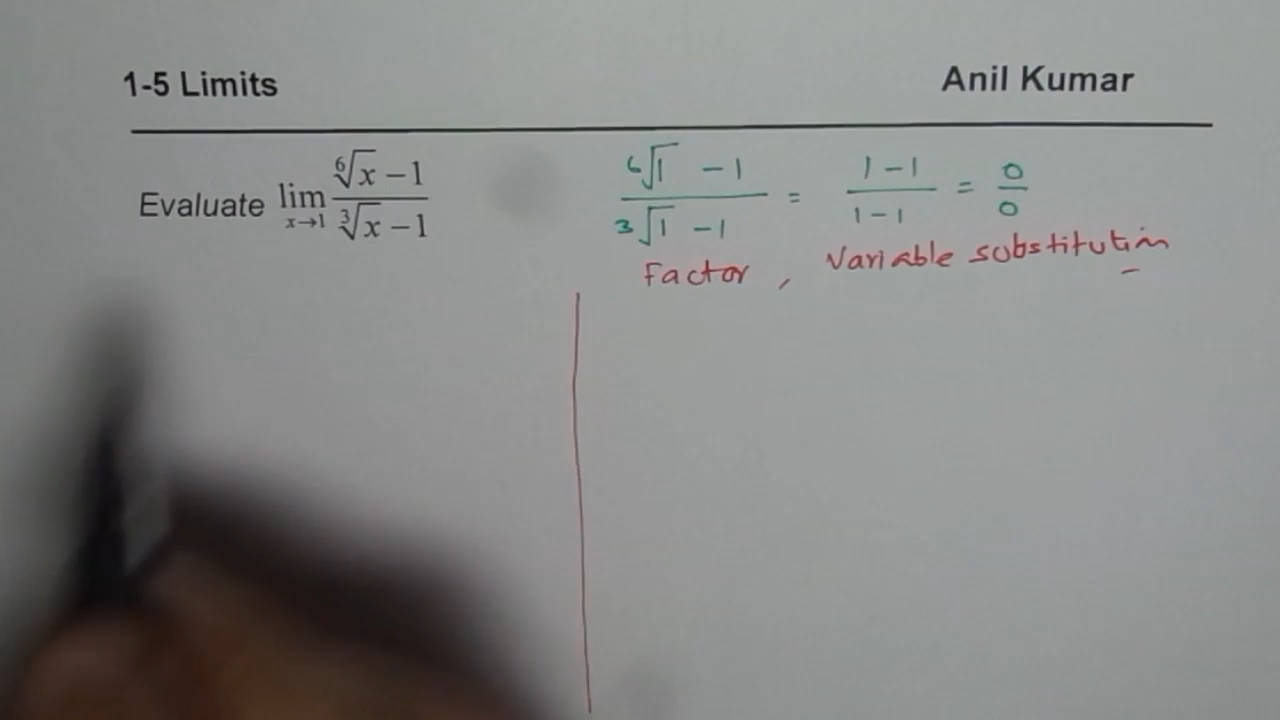 1-5 Limits
Anil Kumar
Evaluate lim x→1 (⁶√x − 1)/(³√x − 1)
(⁶√1 − 1)/(³√1 − 1) = (1 − 1)/(1 − 1) = 0/0
Factor , Variable substitution